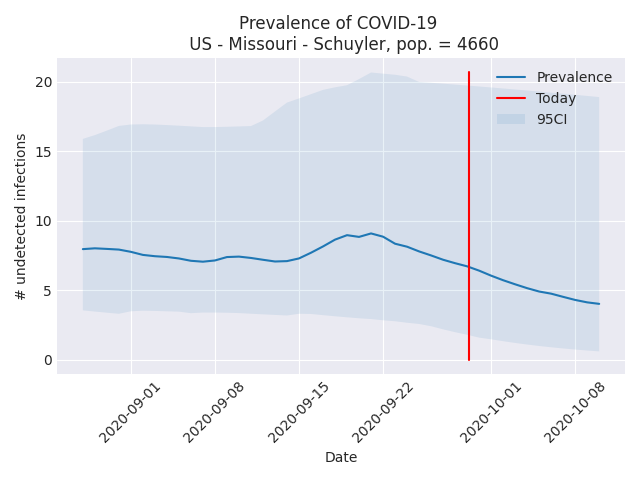 Prevalence of COVID-19
US - Missouri - Schuyler, pop. = 4660
Prevalence
Today
95CI
20
15
10
5
0
# undetected infections
2020-09-01
2020-09-08
2020-09-15
2020-09-22
2020-10-01
2020-10-08
Date